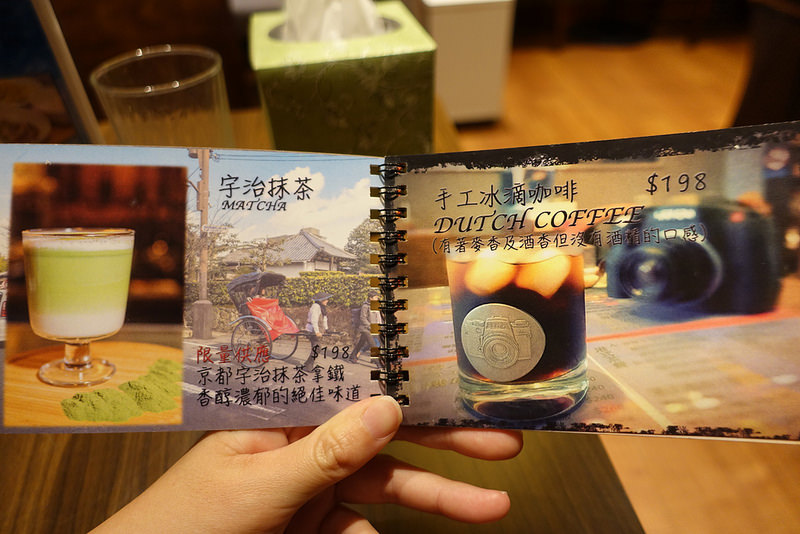 宇治抹茶
MATCHA
限量供應 $198
京都宇治抹茶拿鐵
香醇濃郁的絕佳味道
手工冰滴咖啡 $198
DUTCH COFFEE
(有著麥香及酒香但沒有酒精的口感)